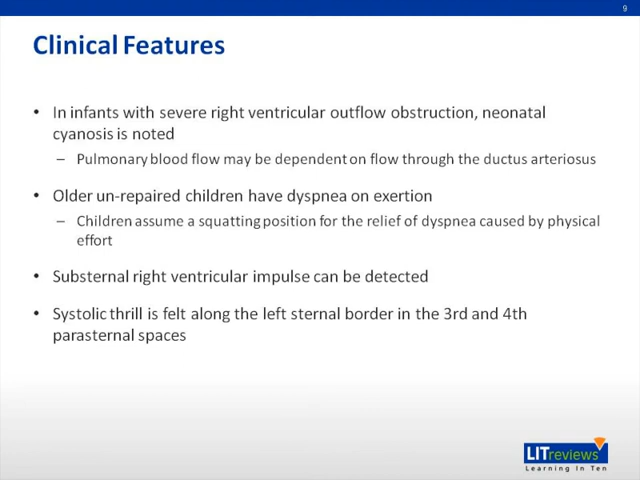 9
Clinical Features
• In infants with severe right ventricular outflow obstruction, neonatal
cyanosis is noted
– Pulmonary blood flow may be dependent on flow through the ductus arteriosus
• Older un-repaired children have dyspnea on exertion
– Children assume a squatting position for the relief of dyspnea caused by physical
effort
• Substernal right ventricular impulse can be detected
• Systolic thrill is felt along the left sternal border in the 3rd and 4th
parasternal spaces
LITreviews
Learning In Ten